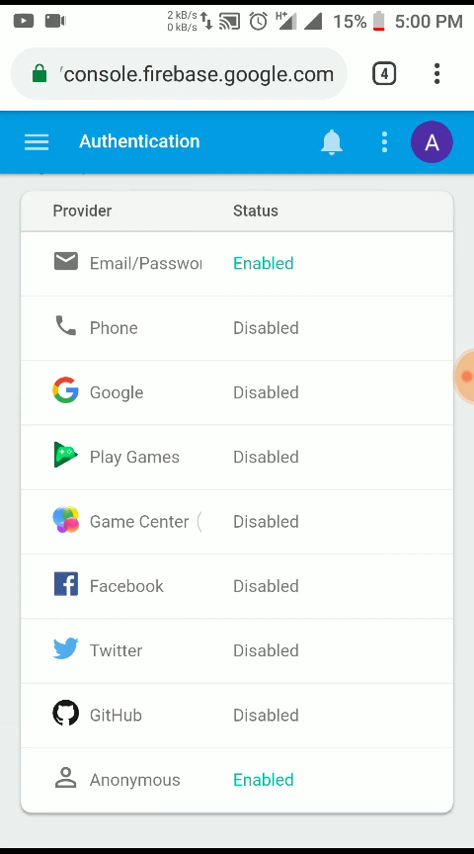 2 kB/s
0 kB/s
H+
15%
5:00 PM
console.firebase.google.com
4
Authentication
A
Provider Status
Email/Passwo Enabled
Phone Disabled
Google Disabled
Play Games Disabled
Game Center ( Disabled
Facebook Disabled
Twitter Disabled
GitHub Disabled
Anonymous Enabled